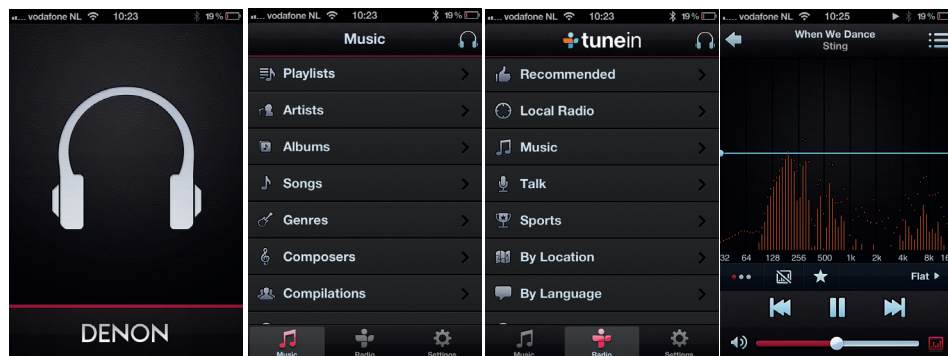 vodafone NL 10:23 19%
DENON
vodafone NL 10:23 19%
Music
Playlists
Artists
Albums
Songs
Genres
Composers
Compilations
Music Radio Settings
vodafone NL 10:23 19%
tunein
Recommended
Local Radio
Music
Talk
Sports
By Location
By Language
Music Radio Settings
vodafone NL 10:25 19%
When We Dance
Sting
32 64 128 256 500 1k 2k 4k 8k 16
Flat